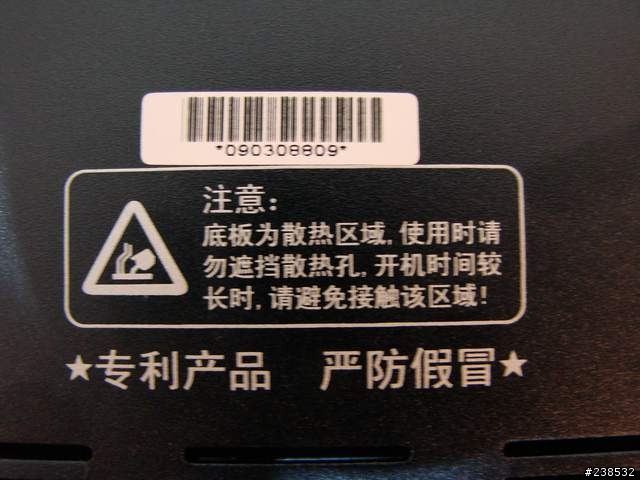 *090308809*
注意:
底板为散热区域,使用时请
勿遮挡散热孔,开机时间较
长时,请避免接触该区域!
★专利产品 严防假冒★
#238532